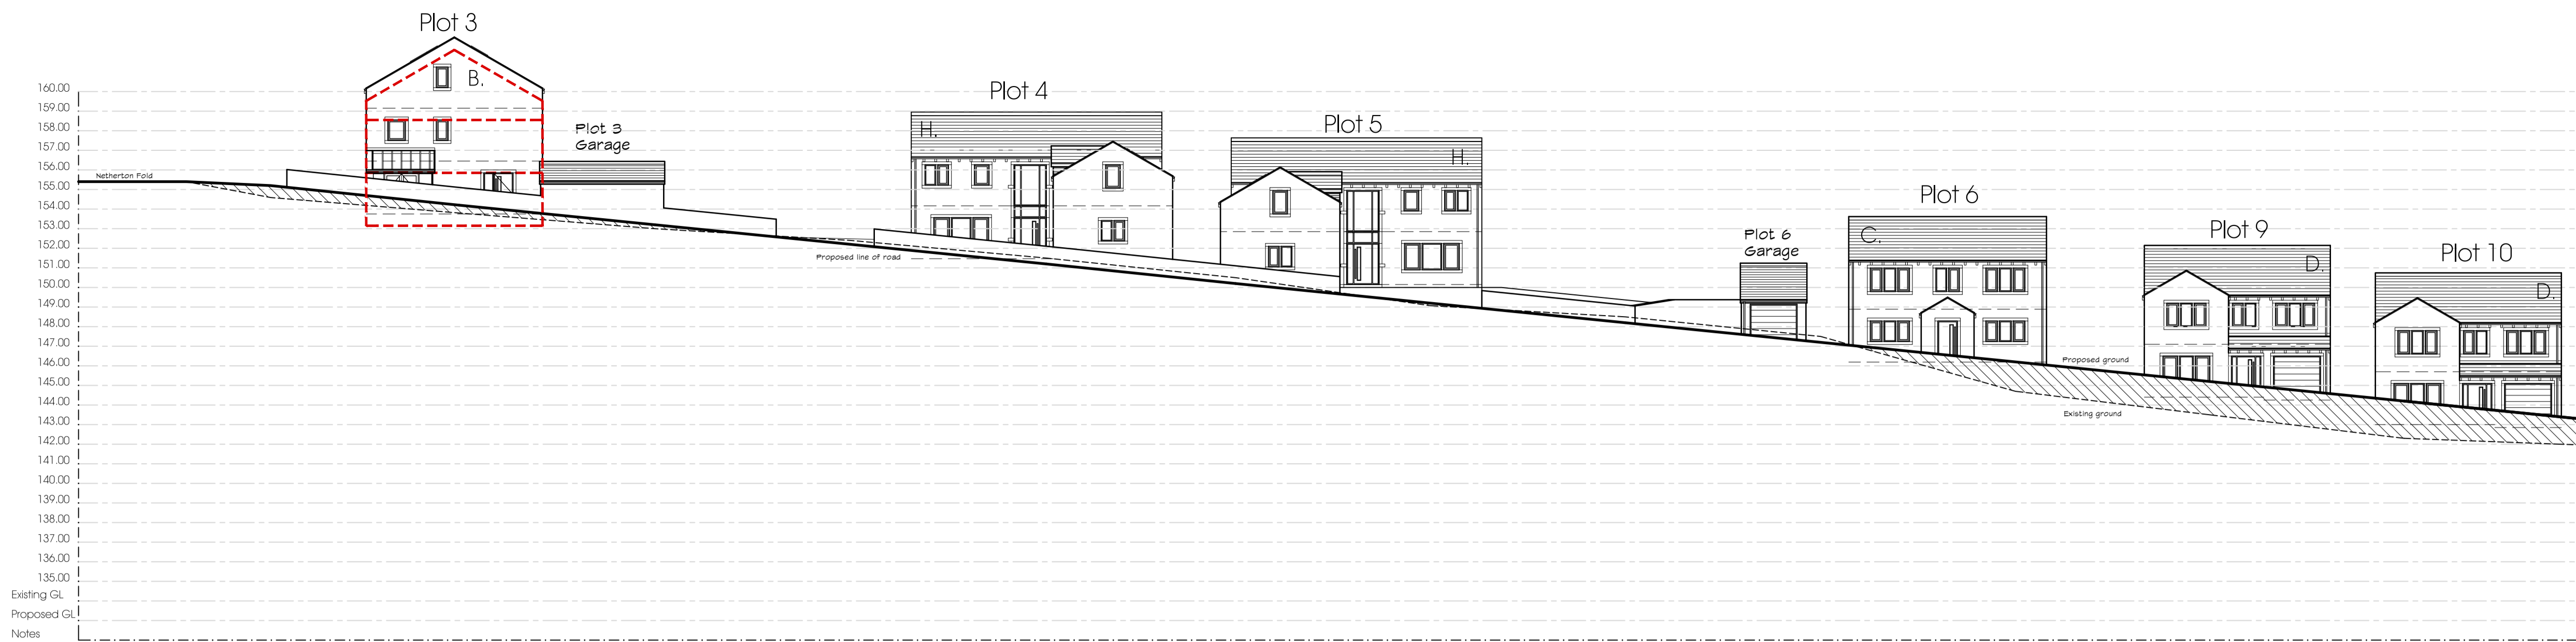 Plot 3
B.
Plot 3
Garage
Plot 4
H.
Plot 5
H.
Plot 6
Garage
Plot 6
C.
Plot 9
D.
Plot 10
D.
160.00
159.00
158.00
157.00
156.00
155.00
154.00
153.00
152.00
151.00
150.00
149.00
148.00
147.00
146.00
145.00
144.00
143.00
142.00
141.00
140.00
139.00
138.00
137.00
136.00
135.00
Netherton Fold
Proposed line of road
Proposed ground
Existing ground
Existing GL
Proposed GL
Notes